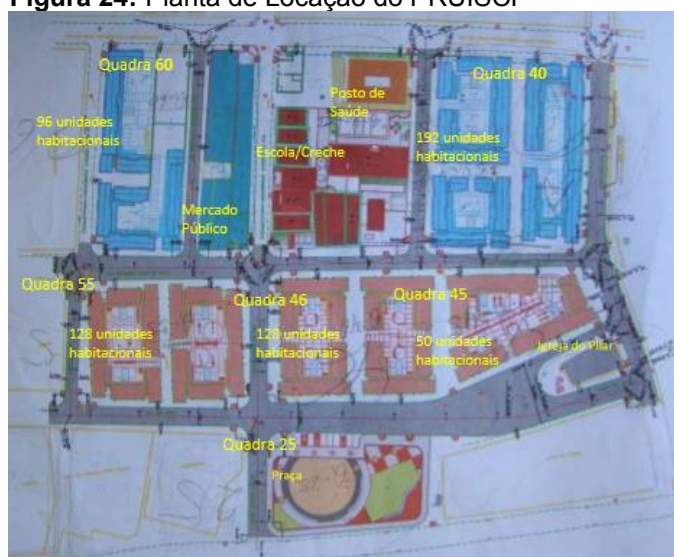 Figura 24: Planta de Locação do PRUISCP
Quadra 60
Quadra 40
Posto de
Saúde
96 unidades
habitacionais
192 unidades
habitacionais
Escola/Creche
Mercado
Público
Quadra 55
Quadra 46
Quadra 45
128 unidades
habitacionais
128 unidades
habitacionais
50 unidades
habitacionais
Igreja do Pilar
Quadra 25
Praça